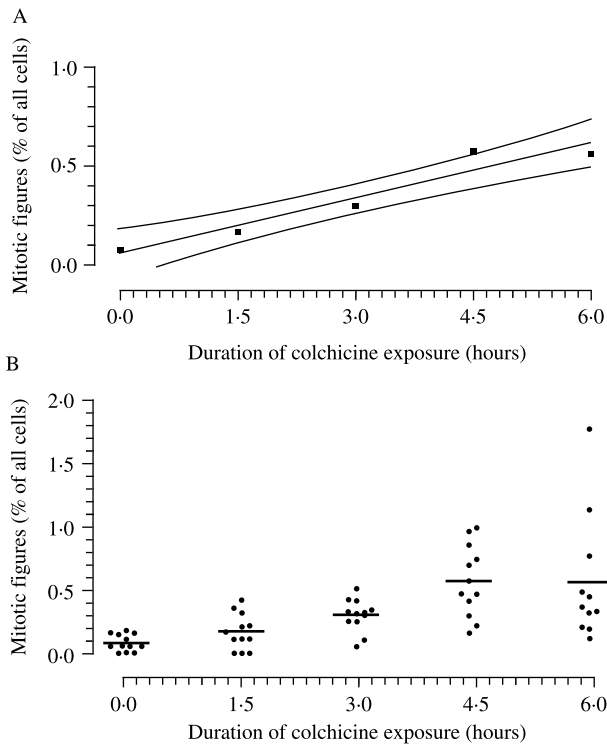 A
Mitotic figures (% of all cells)
1·0
0·5
0·0
0·0 1·5 3·0 4·5 6·0
Duration of colchicine exposure (hours)
B
Mitotic figures (% of all cells)
2·0
1·5
1·0
0·5
0·0
0·0 1·5 3·0 4·5 6·0
Duration of colchicine exposure (hours)